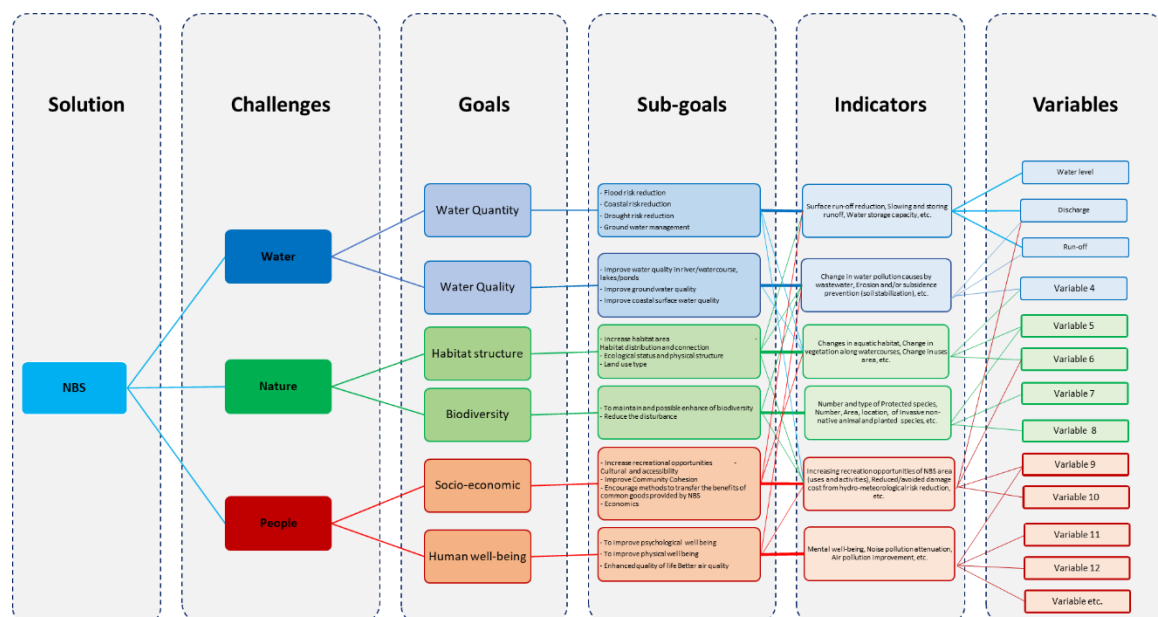 Solution
Challenges
Goals
Sub-goals
Indicators
Variables
NBS
Water
Nature
People
Water Quantity
Water Quality
Habitat structure
Biodiversity
Socio-economic
Human well-being
- Flood risk reduction
- Coastal risk reduction
- Drought risk reduction
- Ground water management
- Improve water quality in river/watercourse,
lakes/ponds
- Improve ground water quality
- Improve coastal surface water quality
- Increase habitat area -
Habitat distribution and connection
- Ecological status and physical structure
- Land use type
- To maintain and possible enhance of biodiversity
- Reduce the disturbance
- Increase recreational opportunities -
Cultural and accessibility
- Improve Community Cohesion
- Encourage methods to transfer the benefits of
common goods provided by NBS
- Economics
- To improve psychological well being
- To improve physical well being
- Enhanced quality of life Better air quality
Surface run-off reduction, Slowing and storing
runoff, Water storage capacity, etc.
Change in water pollution causes by
wastewater, Erosion and/or subsidence
prevention (soil stabilization), etc.
Changes in aquatic habitat, Change in
vegetation along watercourses, Change in uses
area, etc.
Number and type of Protected species,
Number, Area, location, of Invasive non-
native animal and planted species, etc.
Increasing recreation opportunities of NBS area
(uses and activities), Reduced/avoided damage
cost from hydro-meteorological risk reduction,
etc.
Mental well-being, Noise pollution attenuation,
Air pollution improvement, etc.
Water level
Discharge
Run-off
Variable 4
Variable 5
Variable 6
Variable 7
Variable 8
Variable 9
Variable 10
Variable 11
Variable 12
Variable etc.